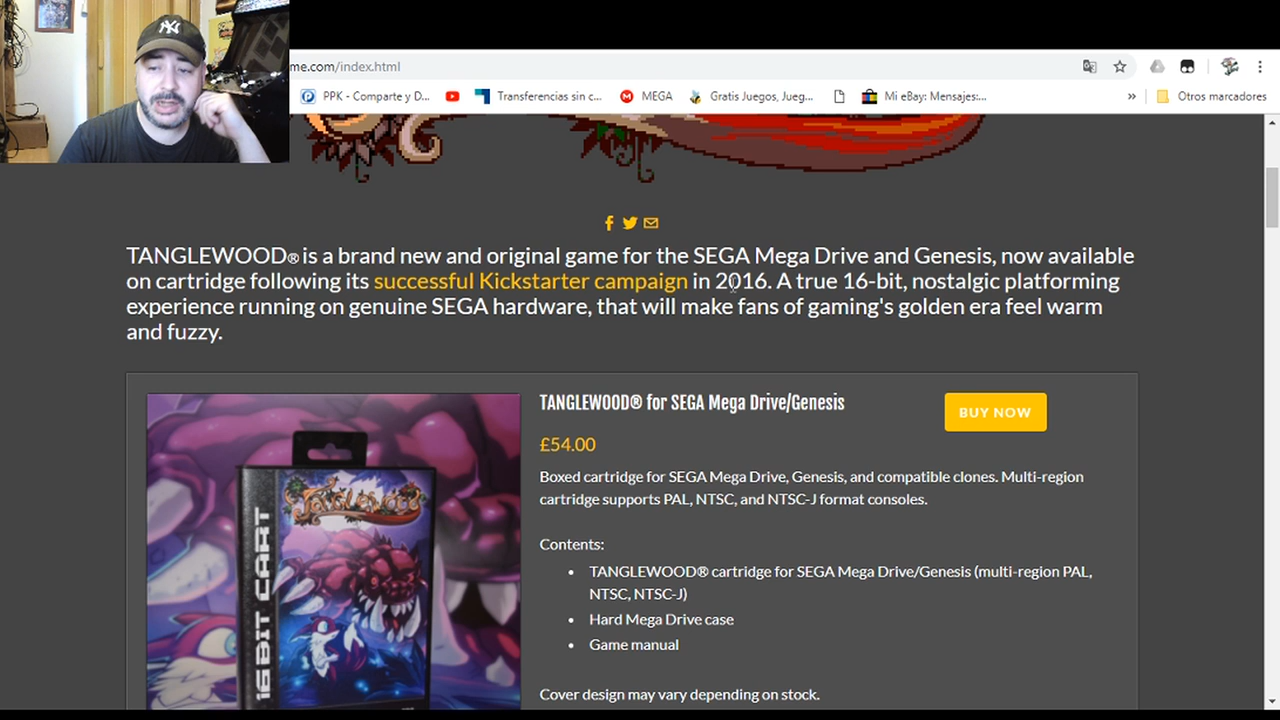 me.com/index.html
PPK - Comparte y D...
Transferencias sin c...
MEGA
Gratis Juegos, Jueg...
Mi eBay: Mensajes:...
»
Otros marcadores
TANGLEWOOD® is a brand new and original game for the SEGA Mega Drive and Genesis, now available
on cartridge following its successful Kickstarter campaign in 2016. A true 16-bit, nostalgic platforming
experience running on genuine SEGA hardware, that will make fans of gaming's golden era feel warm
and fuzzy.
TANGLEWOOD® for SEGA Mega Drive/Genesis
BUY NOW
£54.00
Boxed cartridge for SEGA Mega Drive, Genesis, and compatible clones. Multi-region
cartridge supports PAL, NTSC, and NTSC-J format consoles.
Contents:
• TANGLEWOOD® cartridge for SEGA Mega Drive/Genesis (multi-region PAL,
NTSC, NTSC-J)
• Hard Mega Drive case
• Game manual
Cover design may vary depending on stock.
Tanglewood
16 BIT CART